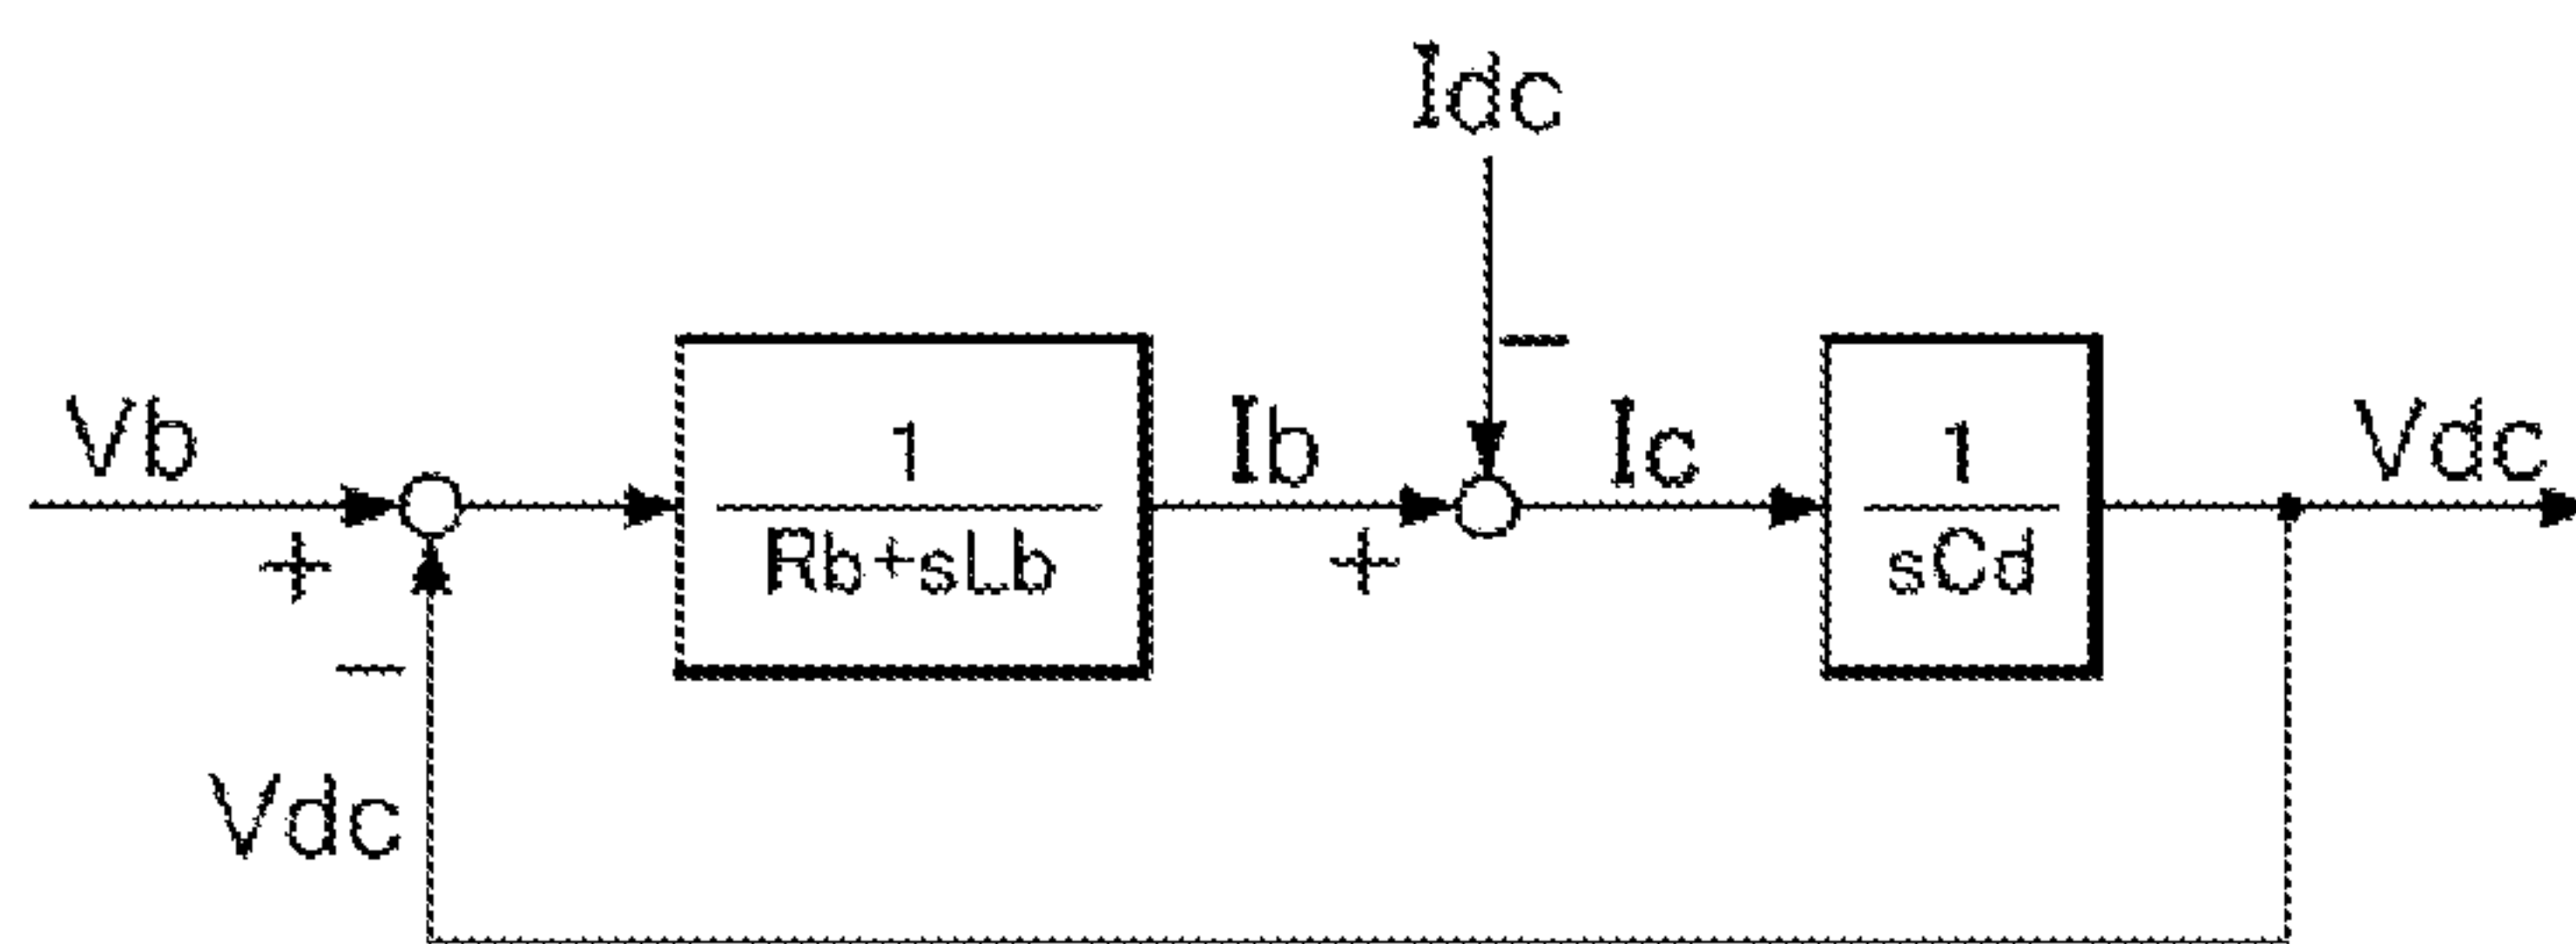 Idc
−
Vb
+
1
Rb+sLb
Ib
+
Ic
1
sCd
Vdc
−
Vdc